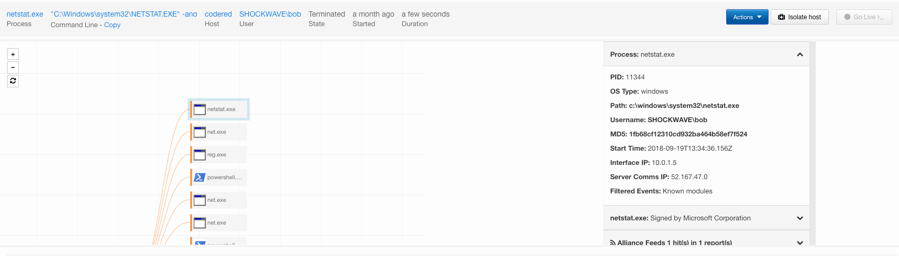 netstat.exe "C:\Windows\system32\NETSTAT.EXE" -ano codered SHOCKWAVE\bob Terminated a month ago a few seconds Actions Isolate host Go Live
Process Command Line - Copy Host User State Started Duration
+
−
netstat.exe
net.exe
reg.exe
powershell....
net.exe
net.exe
Process: netstat.exe
PID: 11344
OS Type: windows
Path: c:\windows\system32\netstat.exe
Username: SHOCKWAVE\bob
MD5: 1fb68cf12310cd932ba464b58ef7f524
Start Time: 2018-09-19T13:34:36.156Z
Interface IP: 10.0.1.5
Server Comms IP: 52.167.47.0
Filtered Events: Known modules
netstat.exe: Signed by Microsoft Corporation
Alliance Feeds 1 hit(s) in 1 report(s)